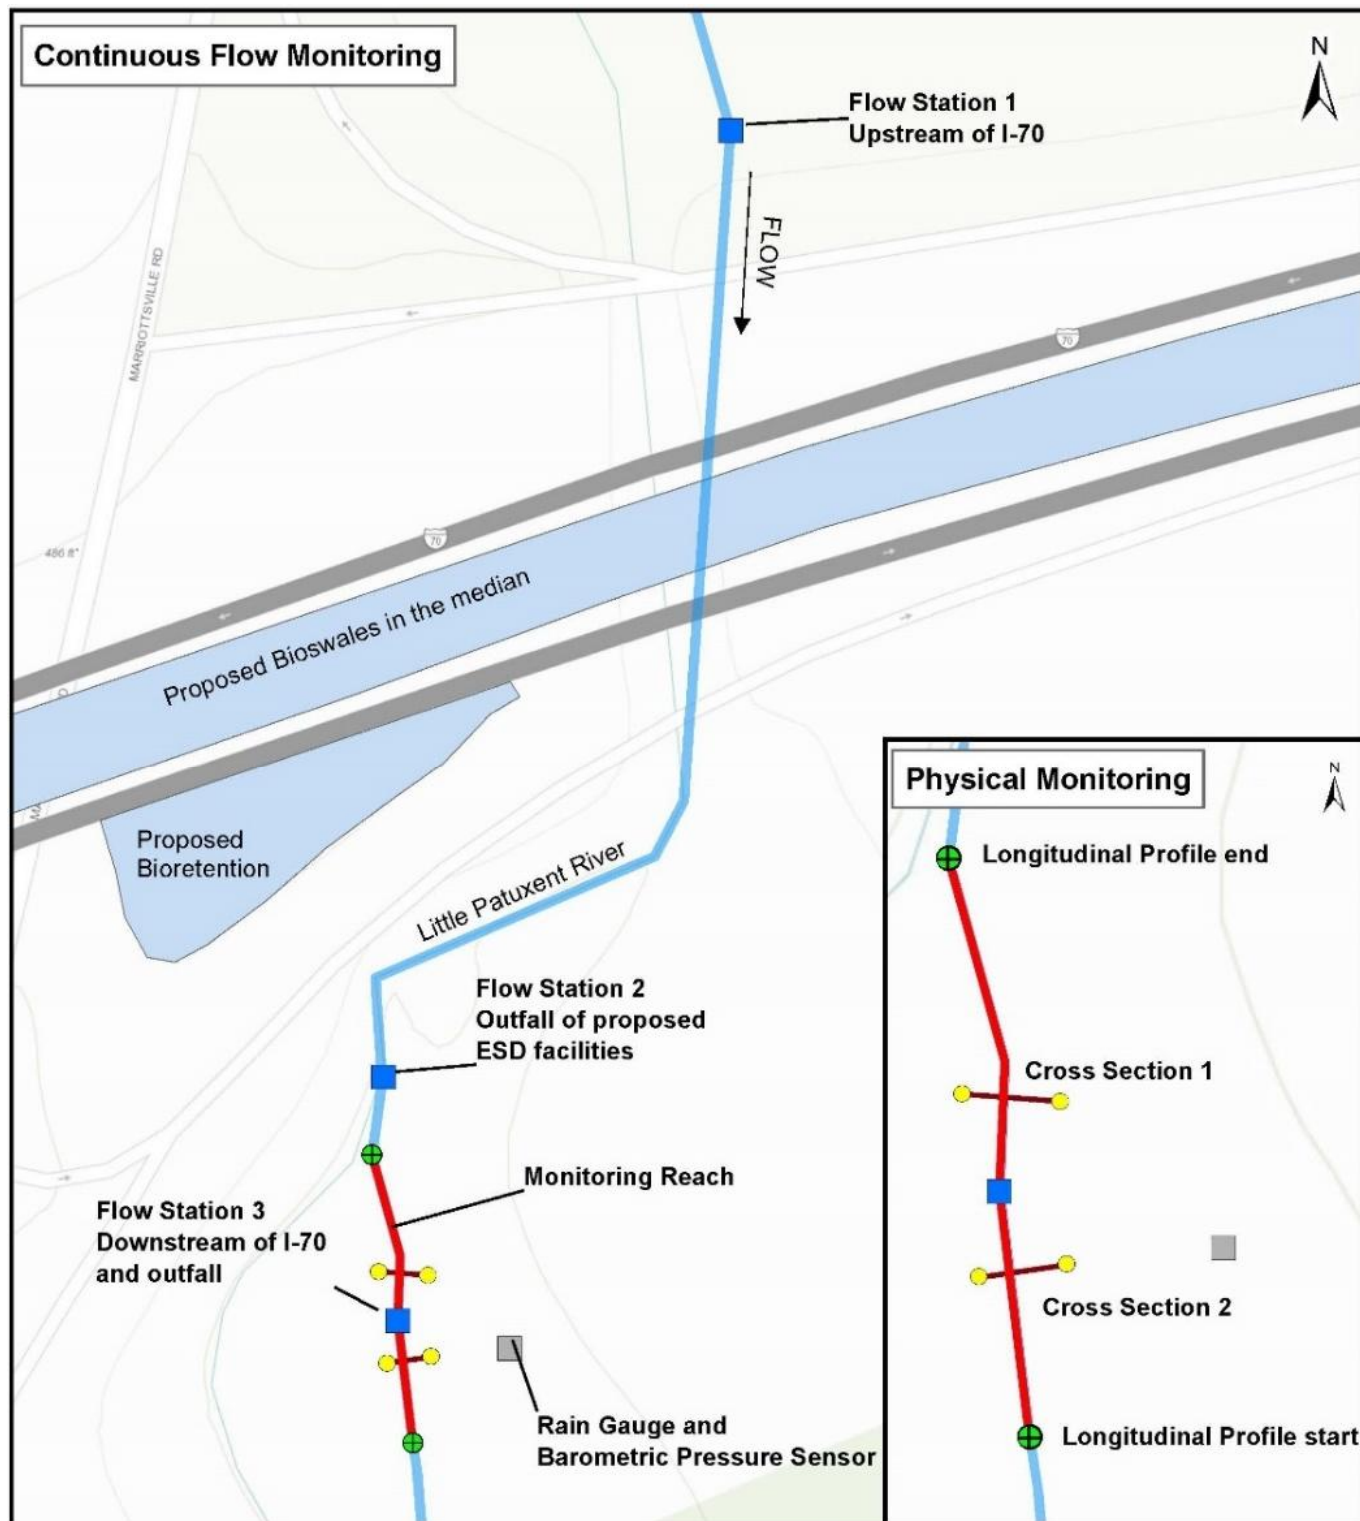 Continuous Flow Monitoring
N
Flow Station 1
Upstream of I-70
FLOW
MARRIOTTSVILLE RD
70
70
486 ft
Proposed Bioswales in the median
Proposed
Bioretention
Little Patuxent River
Flow Station 2
Outfall of proposed
ESD facilities
Monitoring Reach
Flow Station 3
Downstream of I-70
and outfall
Rain Gauge and
Barometric Pressure Sensor
Physical Monitoring
N
Longitudinal Profile end
Cross Section 1
Cross Section 2
Longitudinal Profile start